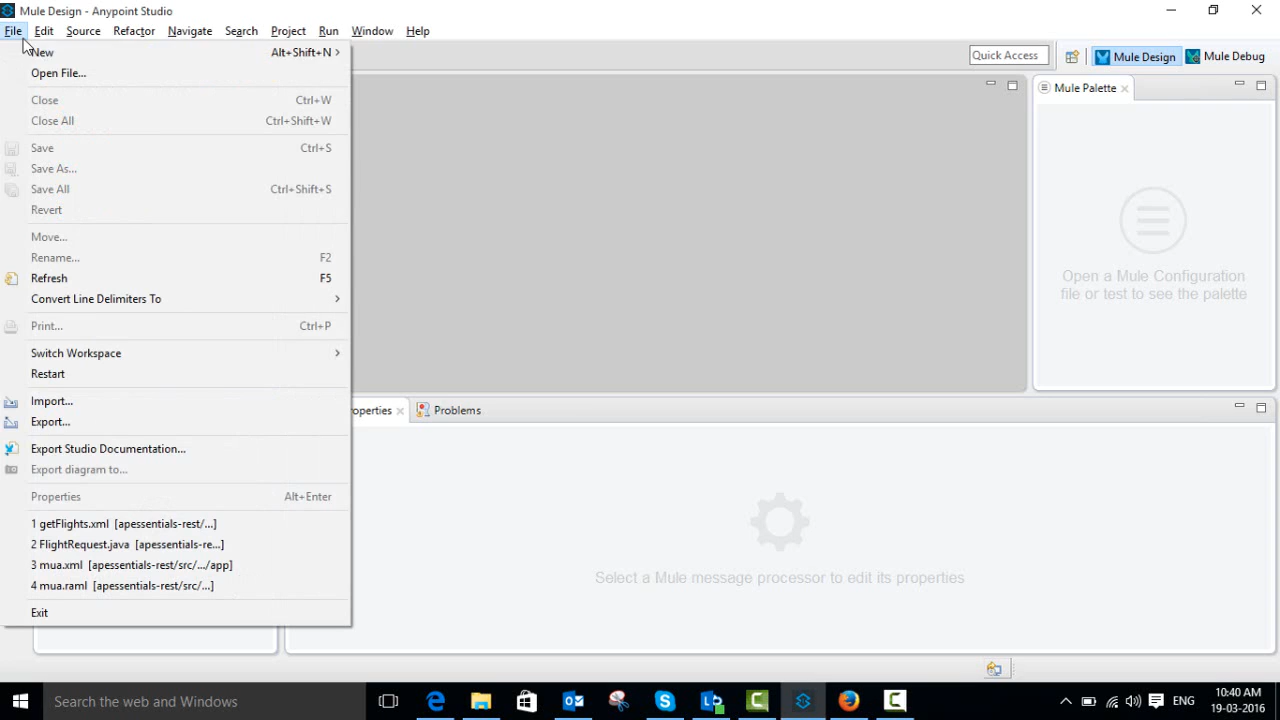 Mule Design - Anypoint Studio
File Edit Source Refactor Navigate Search Project Run Window Help
New Alt+Shift+N
Open File...
Close Ctrl+W
Close All Ctrl+Shift+W
Save Ctrl+S
Save As...
Save All Ctrl+Shift+S
Revert
Move...
Rename... F2
Refresh F5
Convert Line Delimiters To
Print... Ctrl+P
Switch Workspace
Restart
Import...
Export...
Export Studio Documentation...
Export diagram to...
Properties Alt+Enter
1 getFlights.xml [apessentials-rest/...]
2 FlightRequest.java [apessentials-re...]
3 mua.xml [apessentials-rest/src/.../app]
4 mua.raml [apessentials-rest/src/...]
Exit
Quick Access
Mule Design
Mule Debug
Mule Palette
Open a Mule Configuration
file or test to see the palette
operties
Problems
Select a Mule message processor to edit its properties
Search the web and Windows
ENG
10:40 AM
19-03-2016